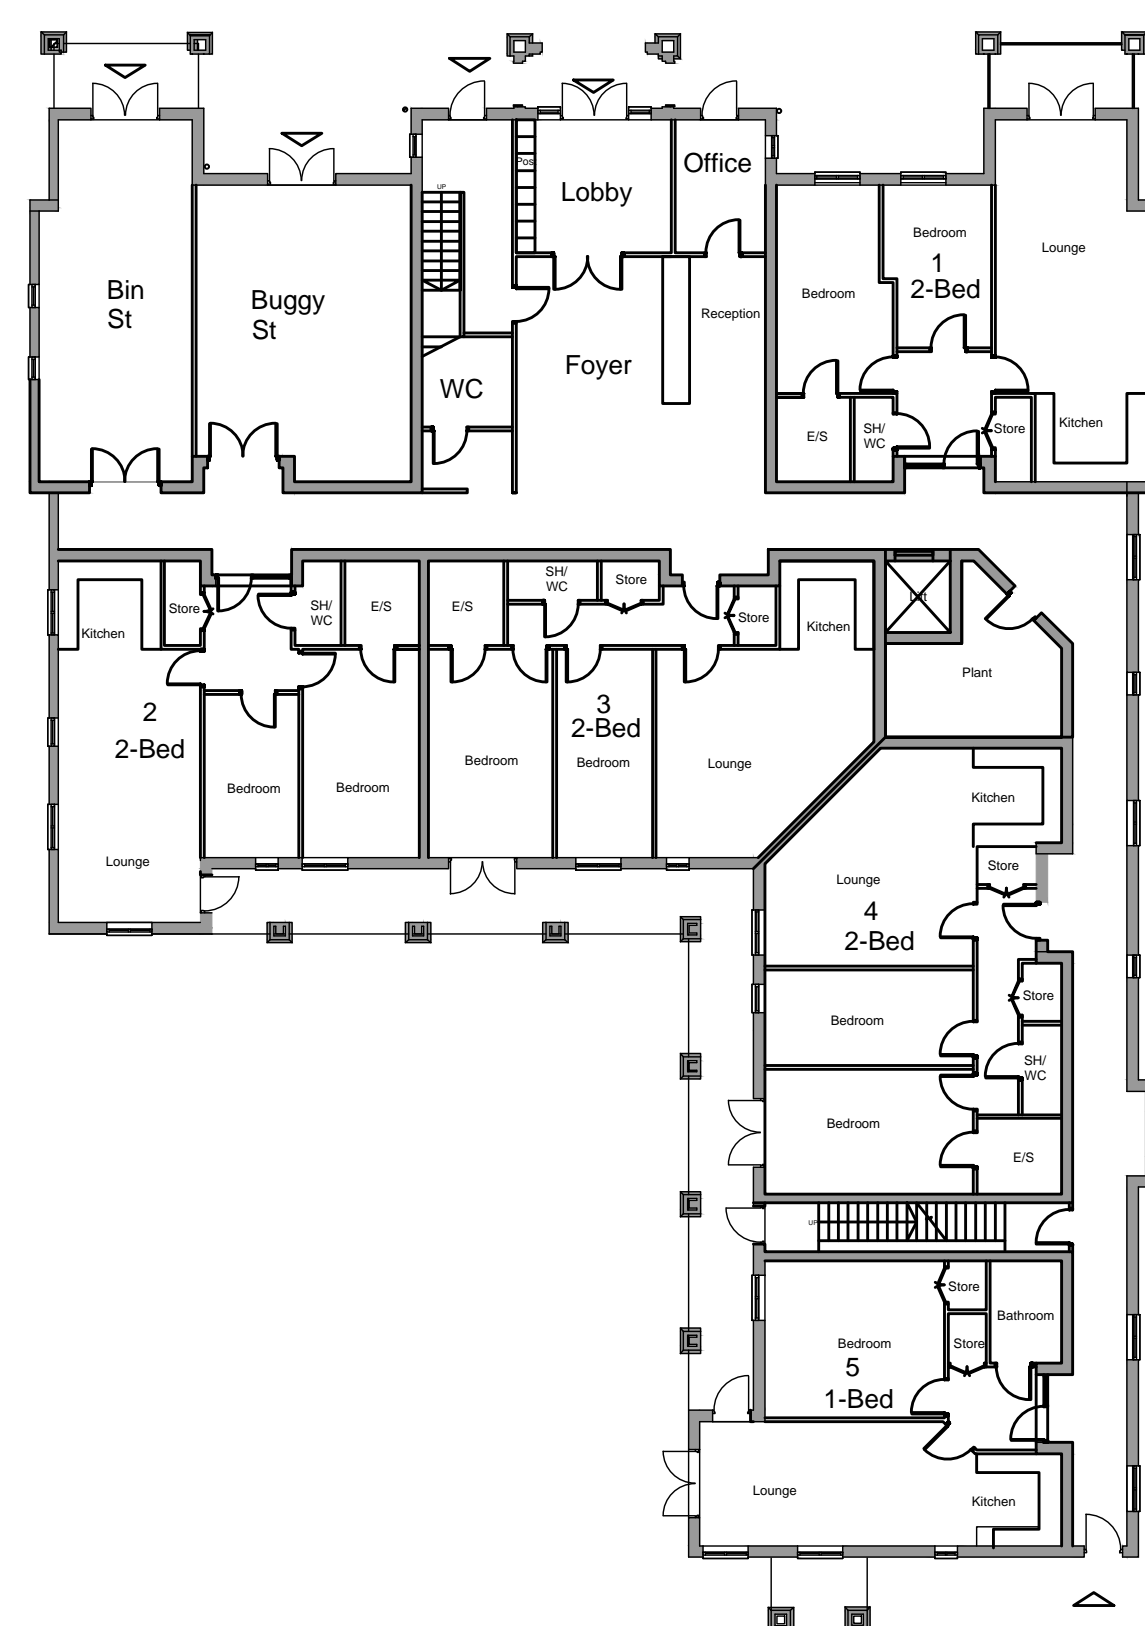 Pos
Office
Lobby
UP
Bedroom
1
2-Bed
Lounge
Bin
St
Buggy
St
Bedroom
Reception
Foyer
WC
Kitchen
E/S
SH/
WC
Store
SH/
WC
Store
Store
SH/
WC
E/S
E/S
Store
Kitchen
Kitchen
Lift
Plant
2
2-Bed
3
2-Bed
Bedroom
Bedroom
Bedroom
Bedroom
Lounge
Lounge
Kitchen
Store
Lounge
4
2-Bed
Store
Bedroom
SH/
WC
Bedroom
E/S
UP
Store
Bathroom
Store
Bedroom
5
1-Bed
Lounge
Kitchen